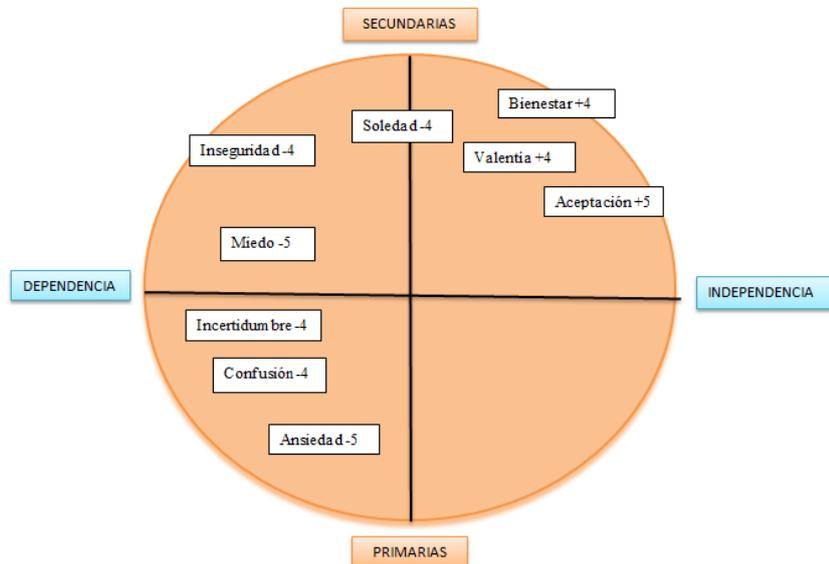 SECUNDARIAS
Bienestar +4
Soledad -4
Inseguridad -4
Valentía +4
Aceptación +5
Miedo -5
DEPENDENCIA
INDEPENDENCIA
Incertidumbre -4
Confusión -4
Ansiedad -5
PRIMARIAS